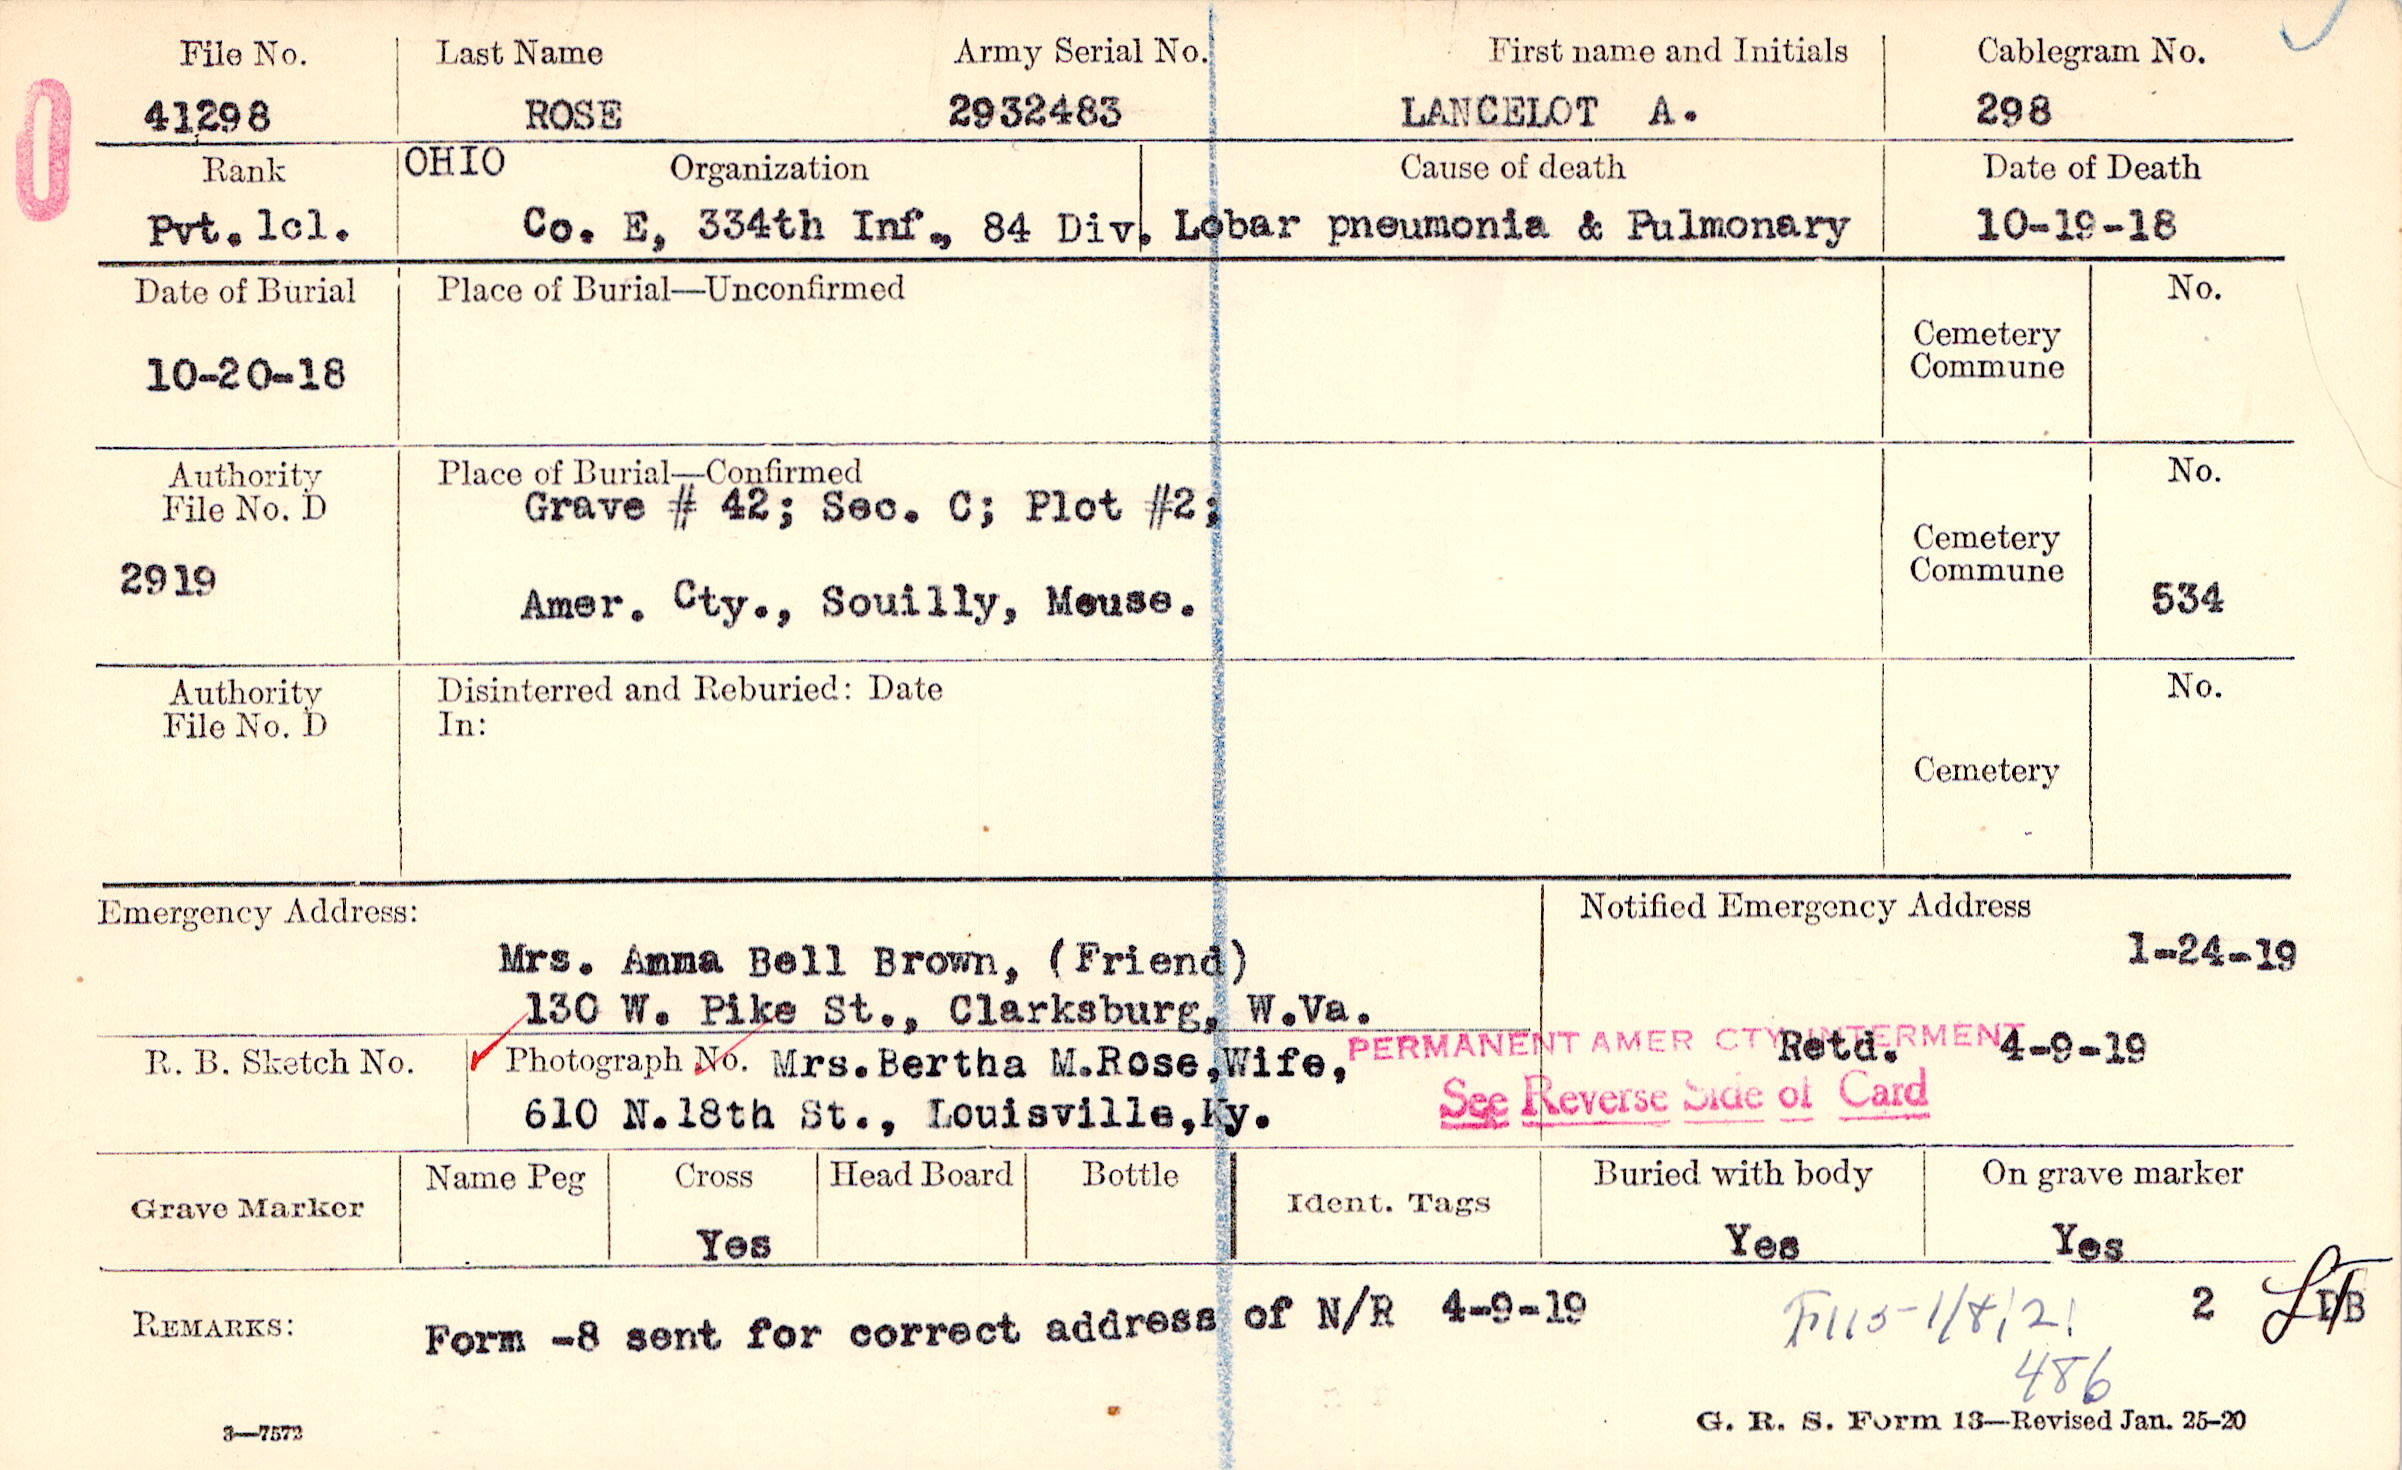 File No. Last Name Army Serial No. First name and Initials Cablegram No.
41298 ROSE 2932483 LANCELOT A. 298
Rank OHIO Organization Cause of death Date of Death
Pvt. 1cl. Co. E, 334th Inf., 84 Div. Lobar pneumonia & Pulmonary 10-19-18
Date of Burial Place of Burial—Unconfirmed No.
Cemetery
Commune
10-20-18
Authority Place of Burial—Confirmed No.
File No. D Grave # 42; Sec. C; Plot #2;
Cemetery
Commune
2919 Amer. Cty., Souilly, Meuse. 534
Authority Disinterred and Reburied: Date No.
File No. D In:
Cemetery
Emergency Address: Notified Emergency Address
Mrs. Anna Bell Brown, (Friend) 1-24-19
130 W. Pike St., Clarksburg, W.Va.
PERMANENT AMER CTY INTERMENT
R. B. Sketch No. Photograph No. Mrs.Bertha M.Rose,Wife, Retd. 4-9-19
610 N.18th St., Louisville,Ky. See Reverse Side of Card
Grave Marker Name Peg Cross Head Board Bottle Ident. Tags Buried with body On grave marker
Yes Yes Yes
REMARKS: Form -8 sent for correct address of N/R 4-9-19 2
486
3—7572 G. R. S. Form 13—Revised Jan. 25-20